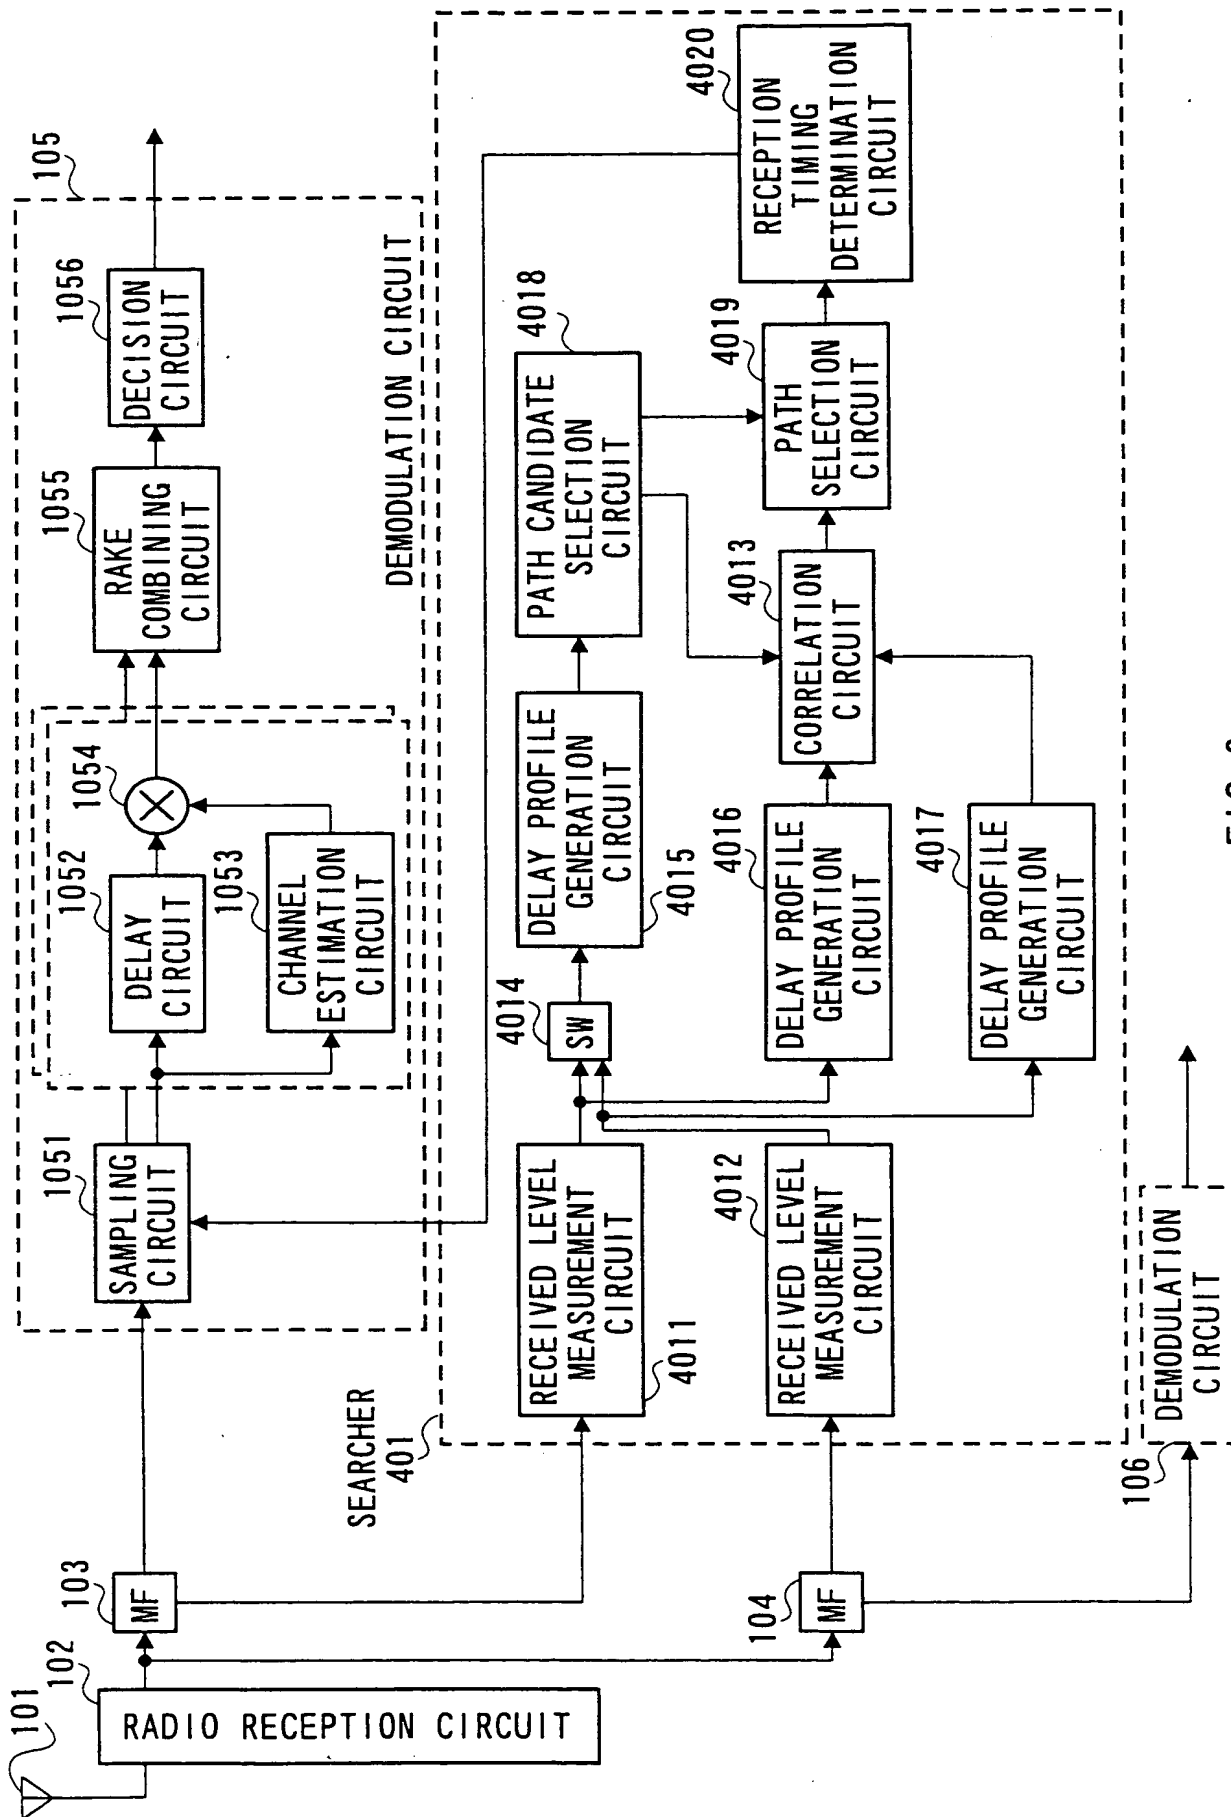 101
102
RADIO RECEPTION CIRCUIT
103
MF
104
MF
105
DEMODULATION CIRCUIT
1051
SAMPLING
CIRCUIT
1052
DELAY
CIRCUIT
1053
CHANNEL
ESTIMATION
CIRCUIT
1054
1055
RAKE
COMBINING
CIRCUIT
1056
DECISION
CIRCUIT
SEARCHER
401
4011
RECEIVED LEVEL
MEASUREMENT
CIRCUIT
4012
RECEIVED LEVEL
MEASUREMENT
CIRCUIT
4014
SW
4015
DELAY PROFILE
GENERATION
CIRCUIT
4016
DELAY PROFILE
GENERATION
CIRCUIT
4017
DELAY PROFILE
GENERATION
CIRCUIT
4018
PATH CANDIDATE
SELECTION
CIRCUIT
4013
CORRELATION
CIRCUIT
4019
PATH
SELECTION
CIRCUIT
4020
RECEPTION
TIMING
DETERMINATION
CIRCUIT
106
DEMODULATION
CIRCUIT